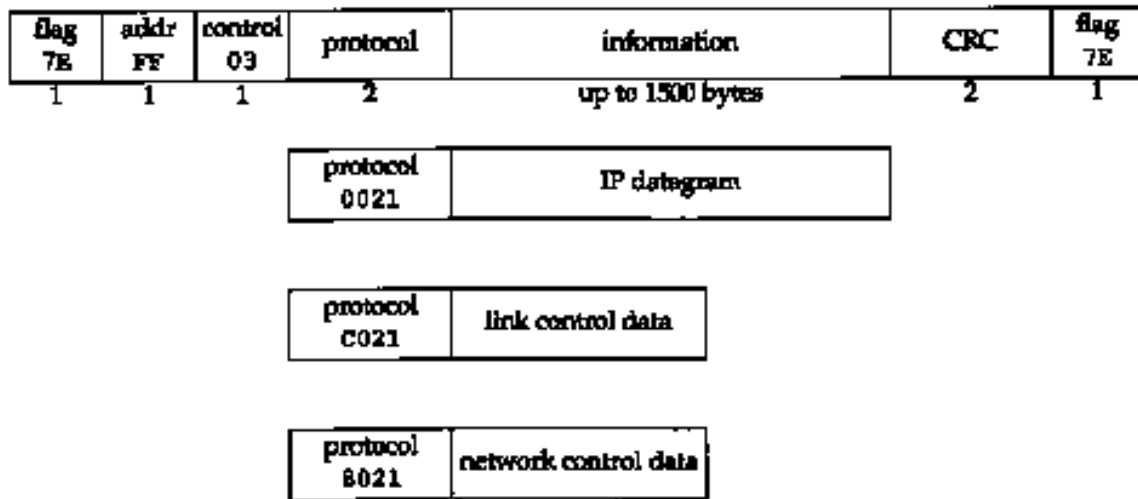 flag addr control protocol information CRC flag
7E FF 03 7E
1 1 1 2 up to 1500 bytes 2 1
protocol IP datagram
0021
protocol link control data
C021
protocol network control data
8021